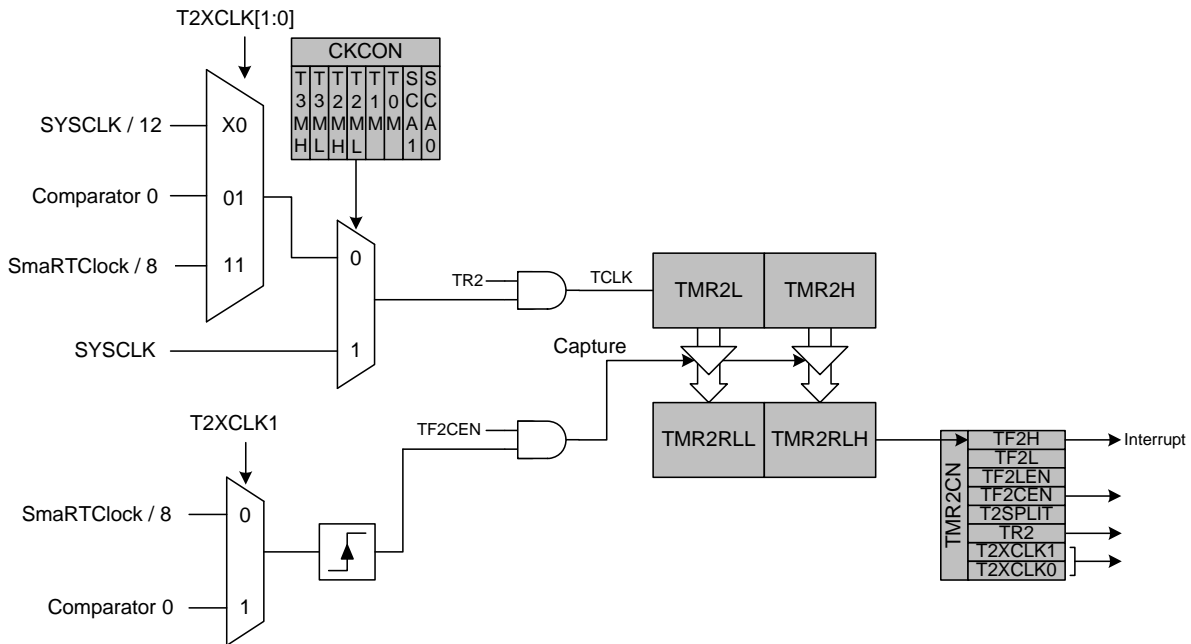 T2XCLK[1:0]
CKCON
T3MH T3ML T2MH T2ML T1M T0M SCA1 SCA0
SYSCLK / 12
X0
Comparator 0
01
SmaRTClock / 8
11
0
TR2
TCLK
TMR2L
TMR2H
SYSCLK
1
Capture
T2XCLK1
TF2CEN
TMR2RLL
TMR2RLH
TMR2CN
TF2H
Interrupt
TF2L
TF2LEN
TF2CEN
T2SPLIT
TR2
T2XCLK1
T2XCLK0
SmaRTClock / 8
0
Comparator 0
1